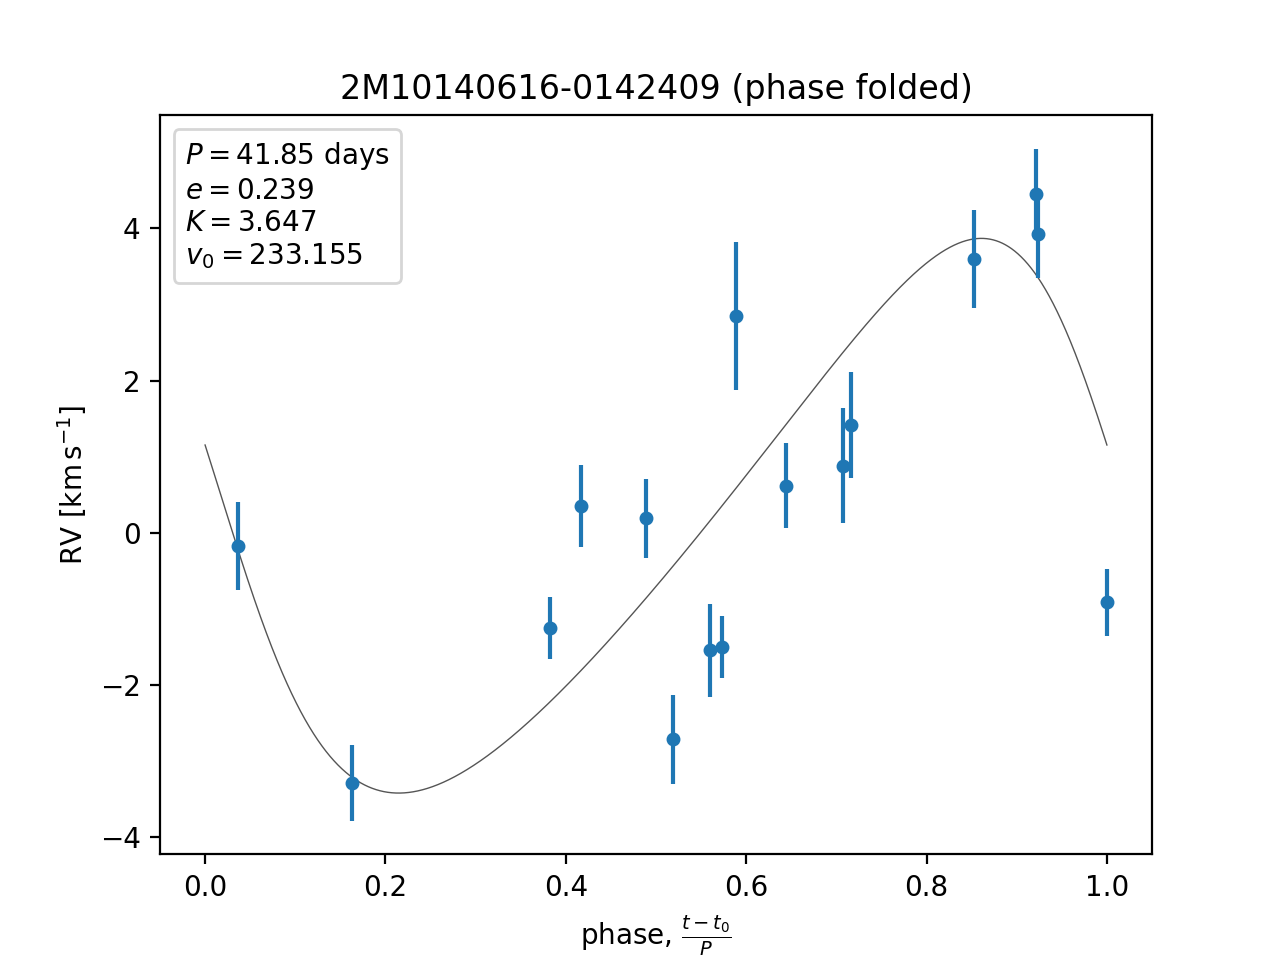 2M10140616-0142409 (phase folded)
P = 41.85 days
e = 0.239
K = 3.647
v₀ = 233.155
4
2
0
−2
−4
RV [km s⁻¹]
0.0 0.2 0.4 0.6 0.8 1.0
phase, (t − t₀)/P